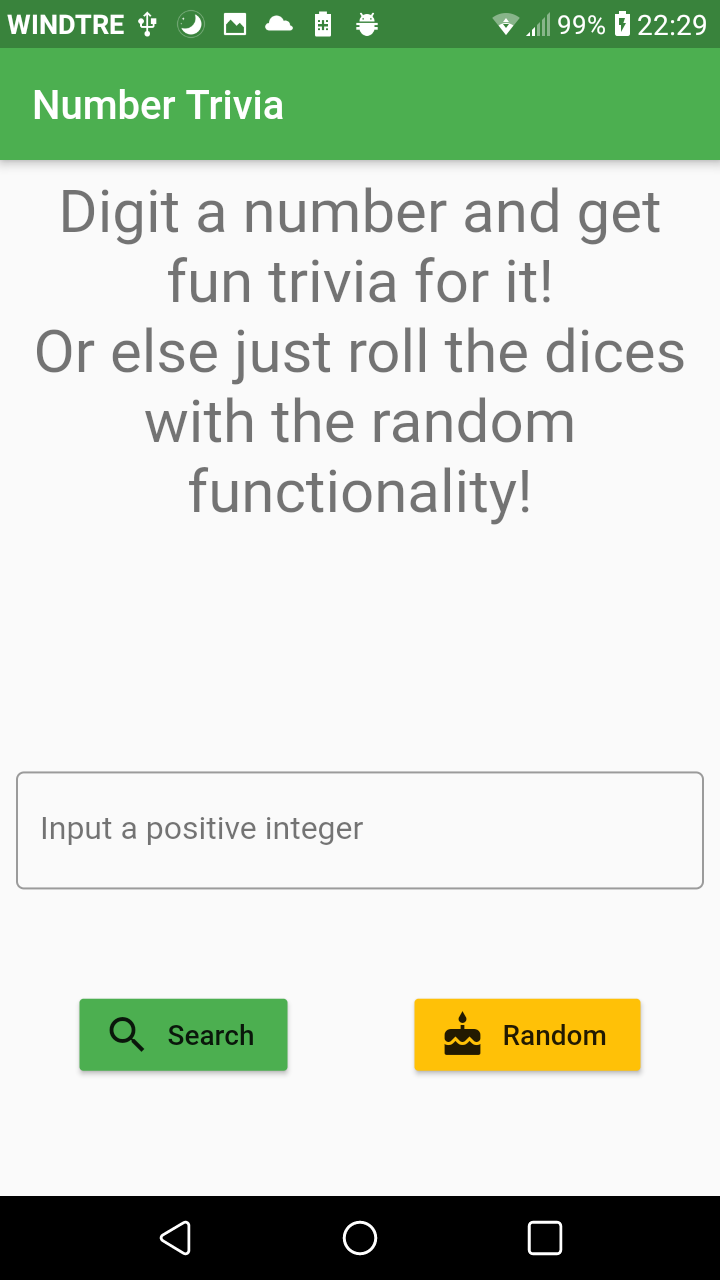 WINDTRE 99% 22:29
Number Trivia
Digit a number and get
fun trivia for it!
Or else just roll the dices
with the random
functionality!
Input a positive integer
Search Random